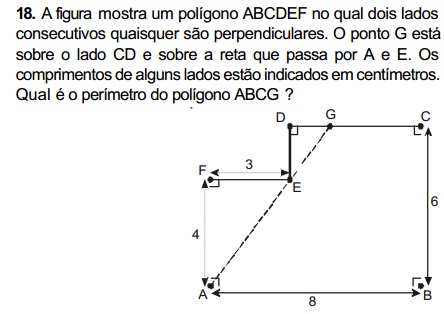 18. A figura mostra um polígono ABCDEF no qual dois lados
consecutivos quaisquer são perpendiculares. O ponto G está
sobre o lado CD e sobre a reta que passa por A e E. Os
comprimentos de alguns lados estão indicados em centímetros.
Qual é o perímetro do polígono ABCG ?
D G C
F 3
E
6
4
A B
8